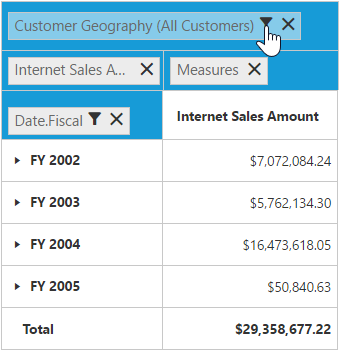 Customer Geography (All Customers)
Internet Sales A... Measures
Date.Fiscal Internet Sales Amount
FY 2002 $7,072,084.24
FY 2003 $5,762,134.30
FY 2004 $16,473,618.05
FY 2005 $50,840.63
Total $29,358,677.22